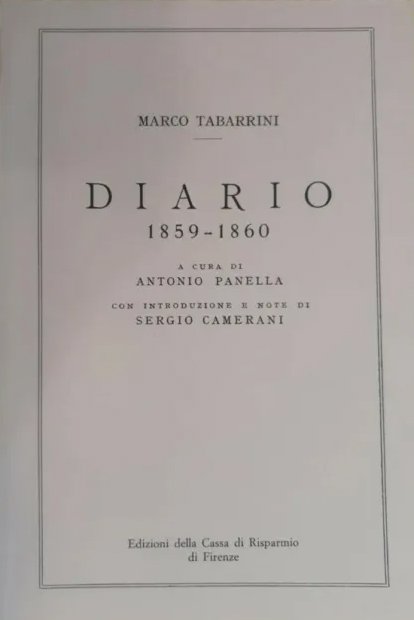 MARCO TABARRINI
DIARIO
1859-1860
A CURA DI
ANTONIO PANELLA
CON INTRODUZIONE E NOTE DI
SERGIO CAMERANI
Edizioni della Cassa di Risparmio
di Firenze